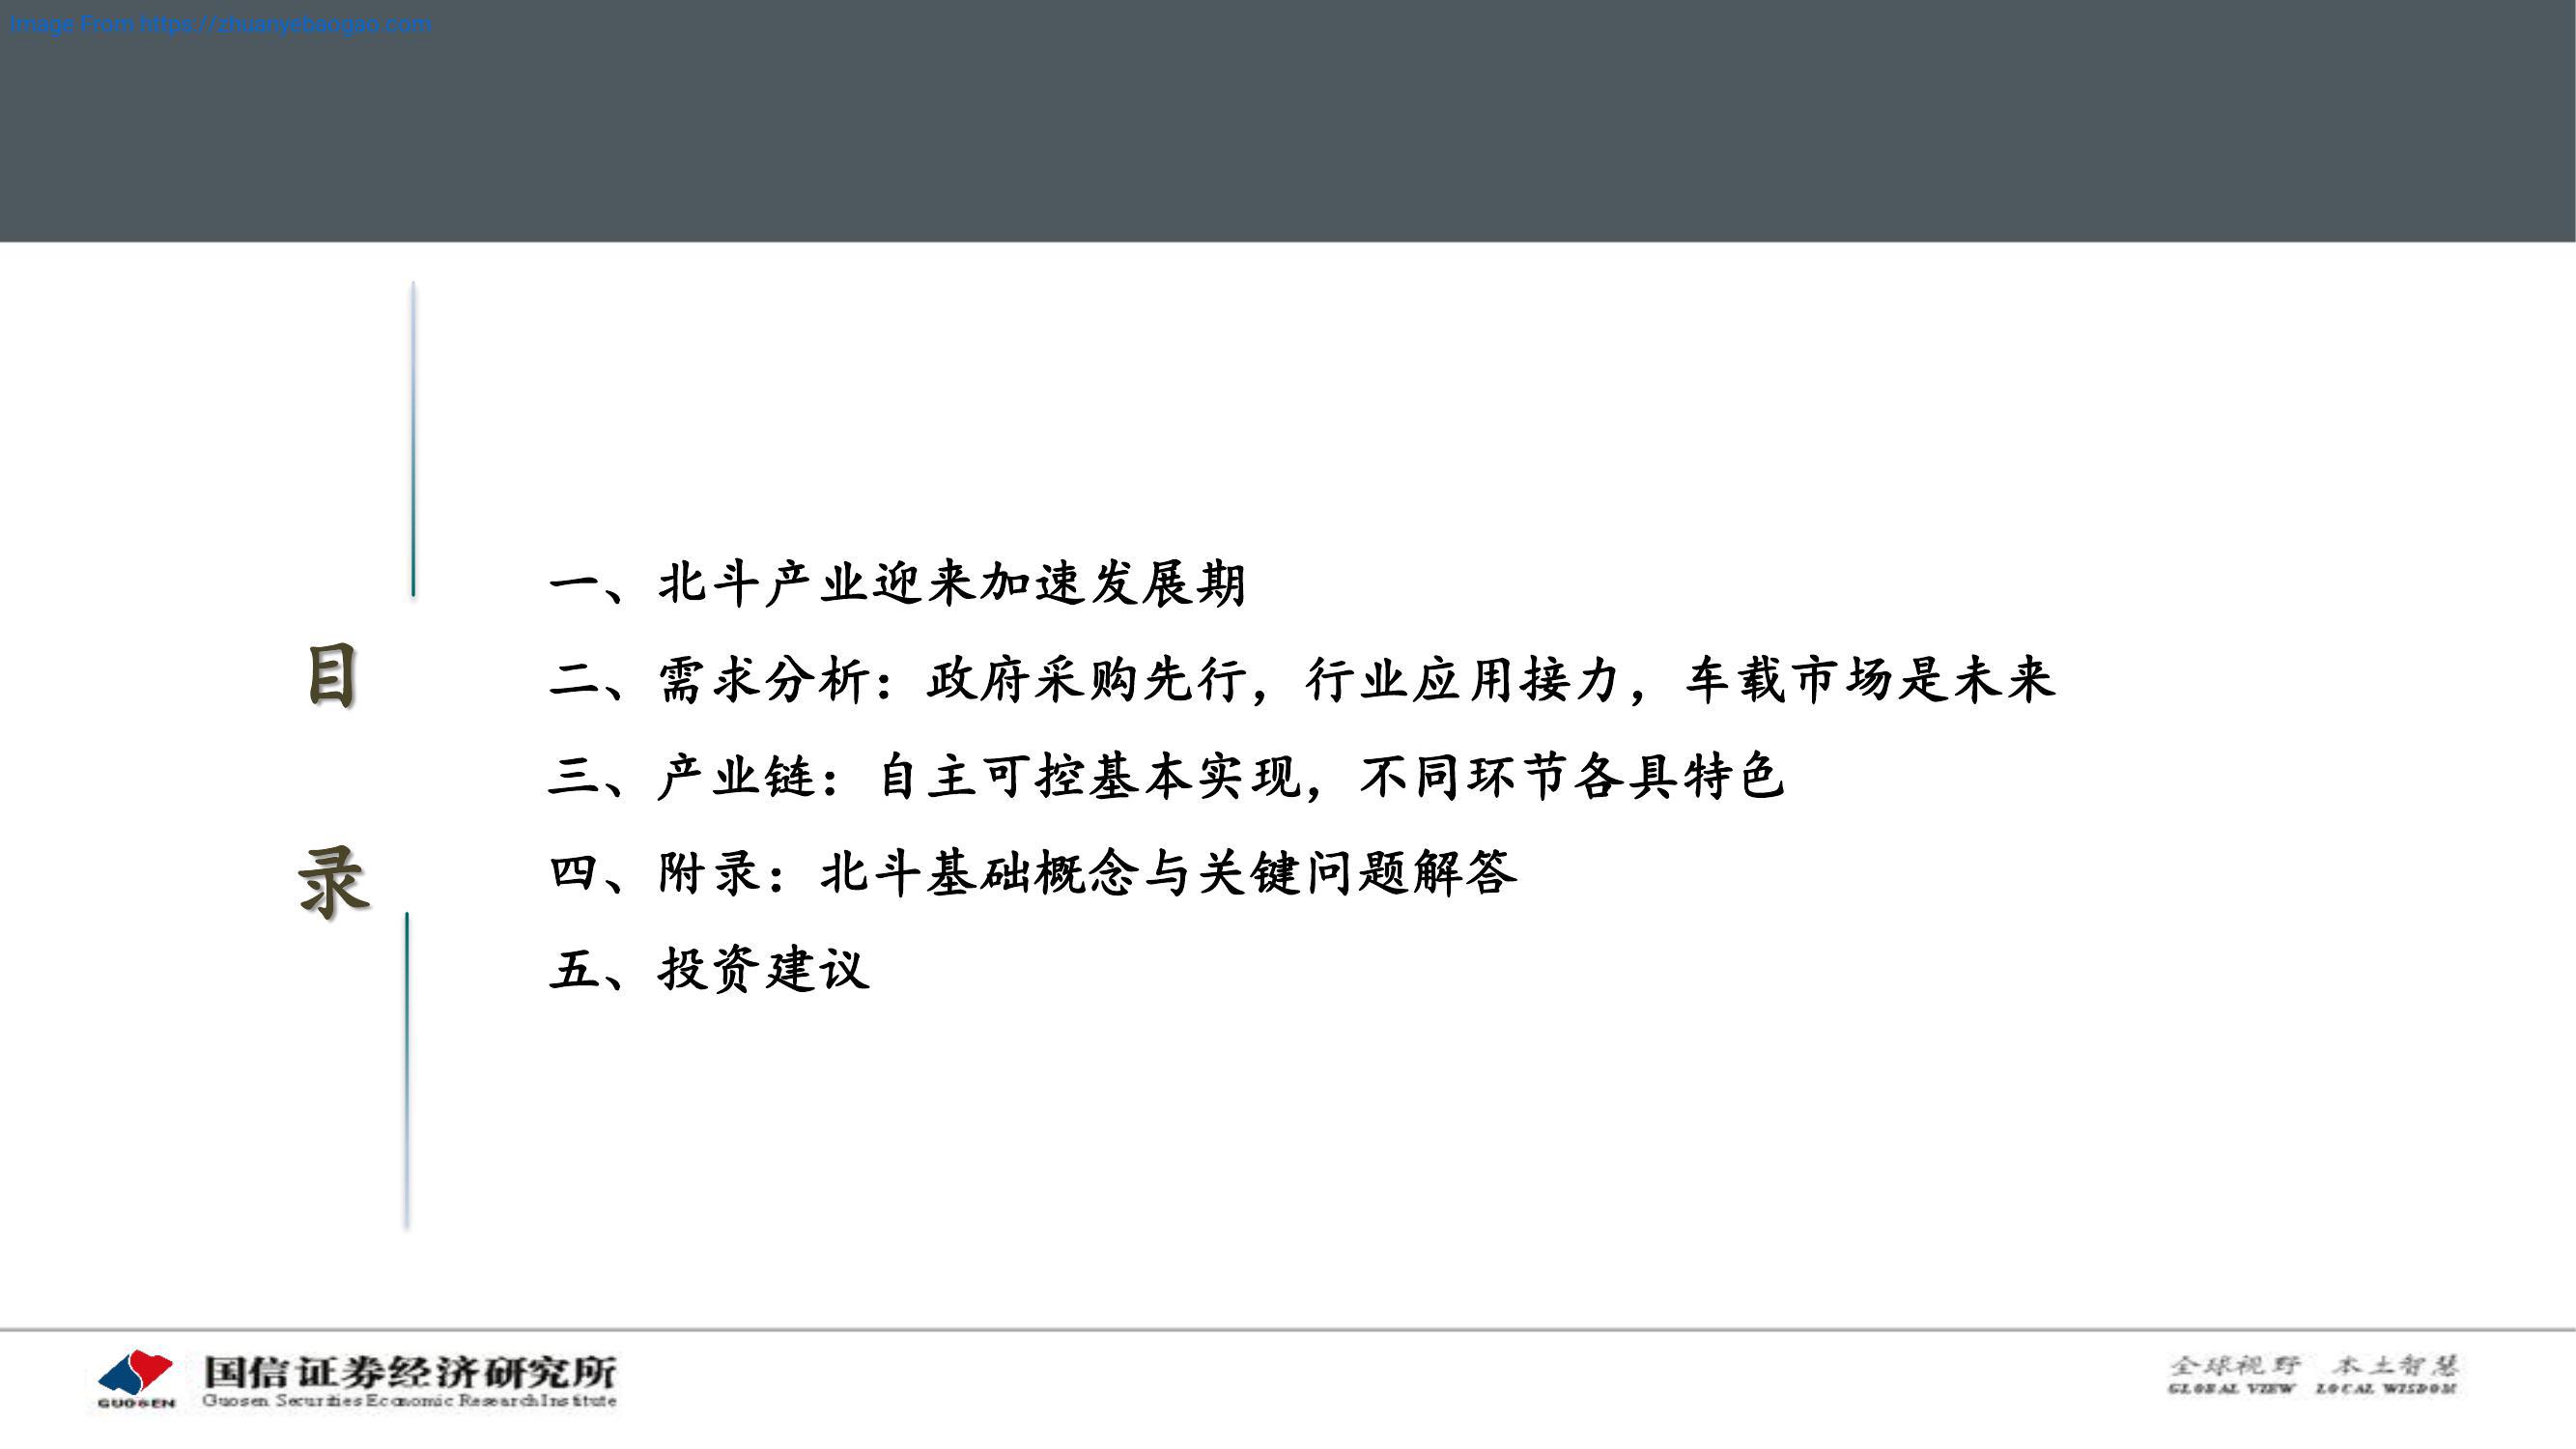 Image From https://zhuanyebaogao.com
目
录
一、北斗产业迎来加速发展期
二、需求分析：政府采购先行，行业应用接力，车载市场是未来
三、产业链：自主可控基本实现，不同环节各具特色
四、附录：北斗基础概念与关键问题解答
五、投资建议
GUOSEN
国信证券经济研究所
Guosen Securities Economic Research Institute
全球视野 本土智慧
GLOBAL VIEW LOCAL WISDOM